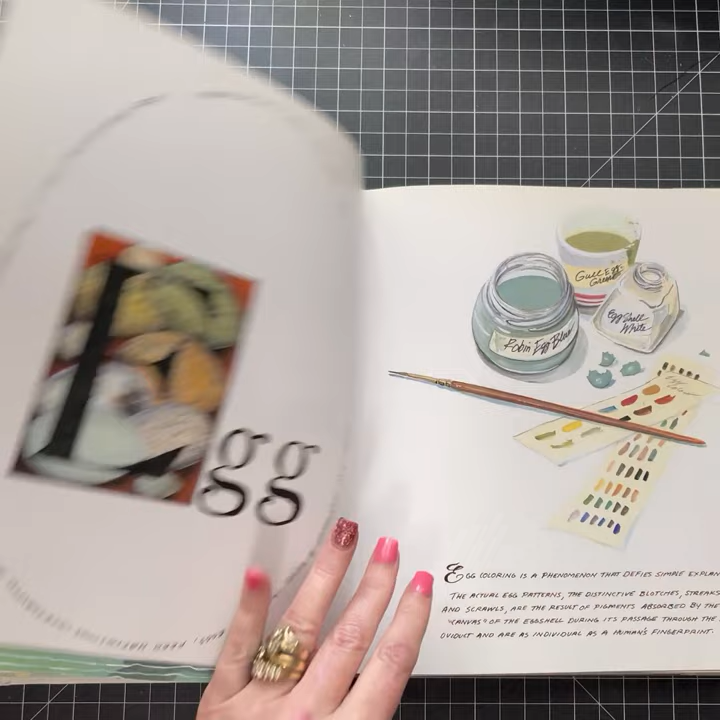 Egg
Gull Egg
Green
Egg Shell
White
Robin Egg Blue
EGG COLORING IS A PHENOMENON THAT DEFIES SIMPLE
THE ACTUAL EGG PATTERNS, THE DISTINCTIVE BLOTCHES, STREAKS
AND SCRAWLS, ARE THE RESULT OF PIGMENTS ABSORBED BY THE
"CANVAS" OF THE EGGSHELL DURING ITS PASSAGE THROUGH THE
OVIDUCT AND ARE AS INDIVIDUAL AS A HUMAN'S FINGERPRINT.